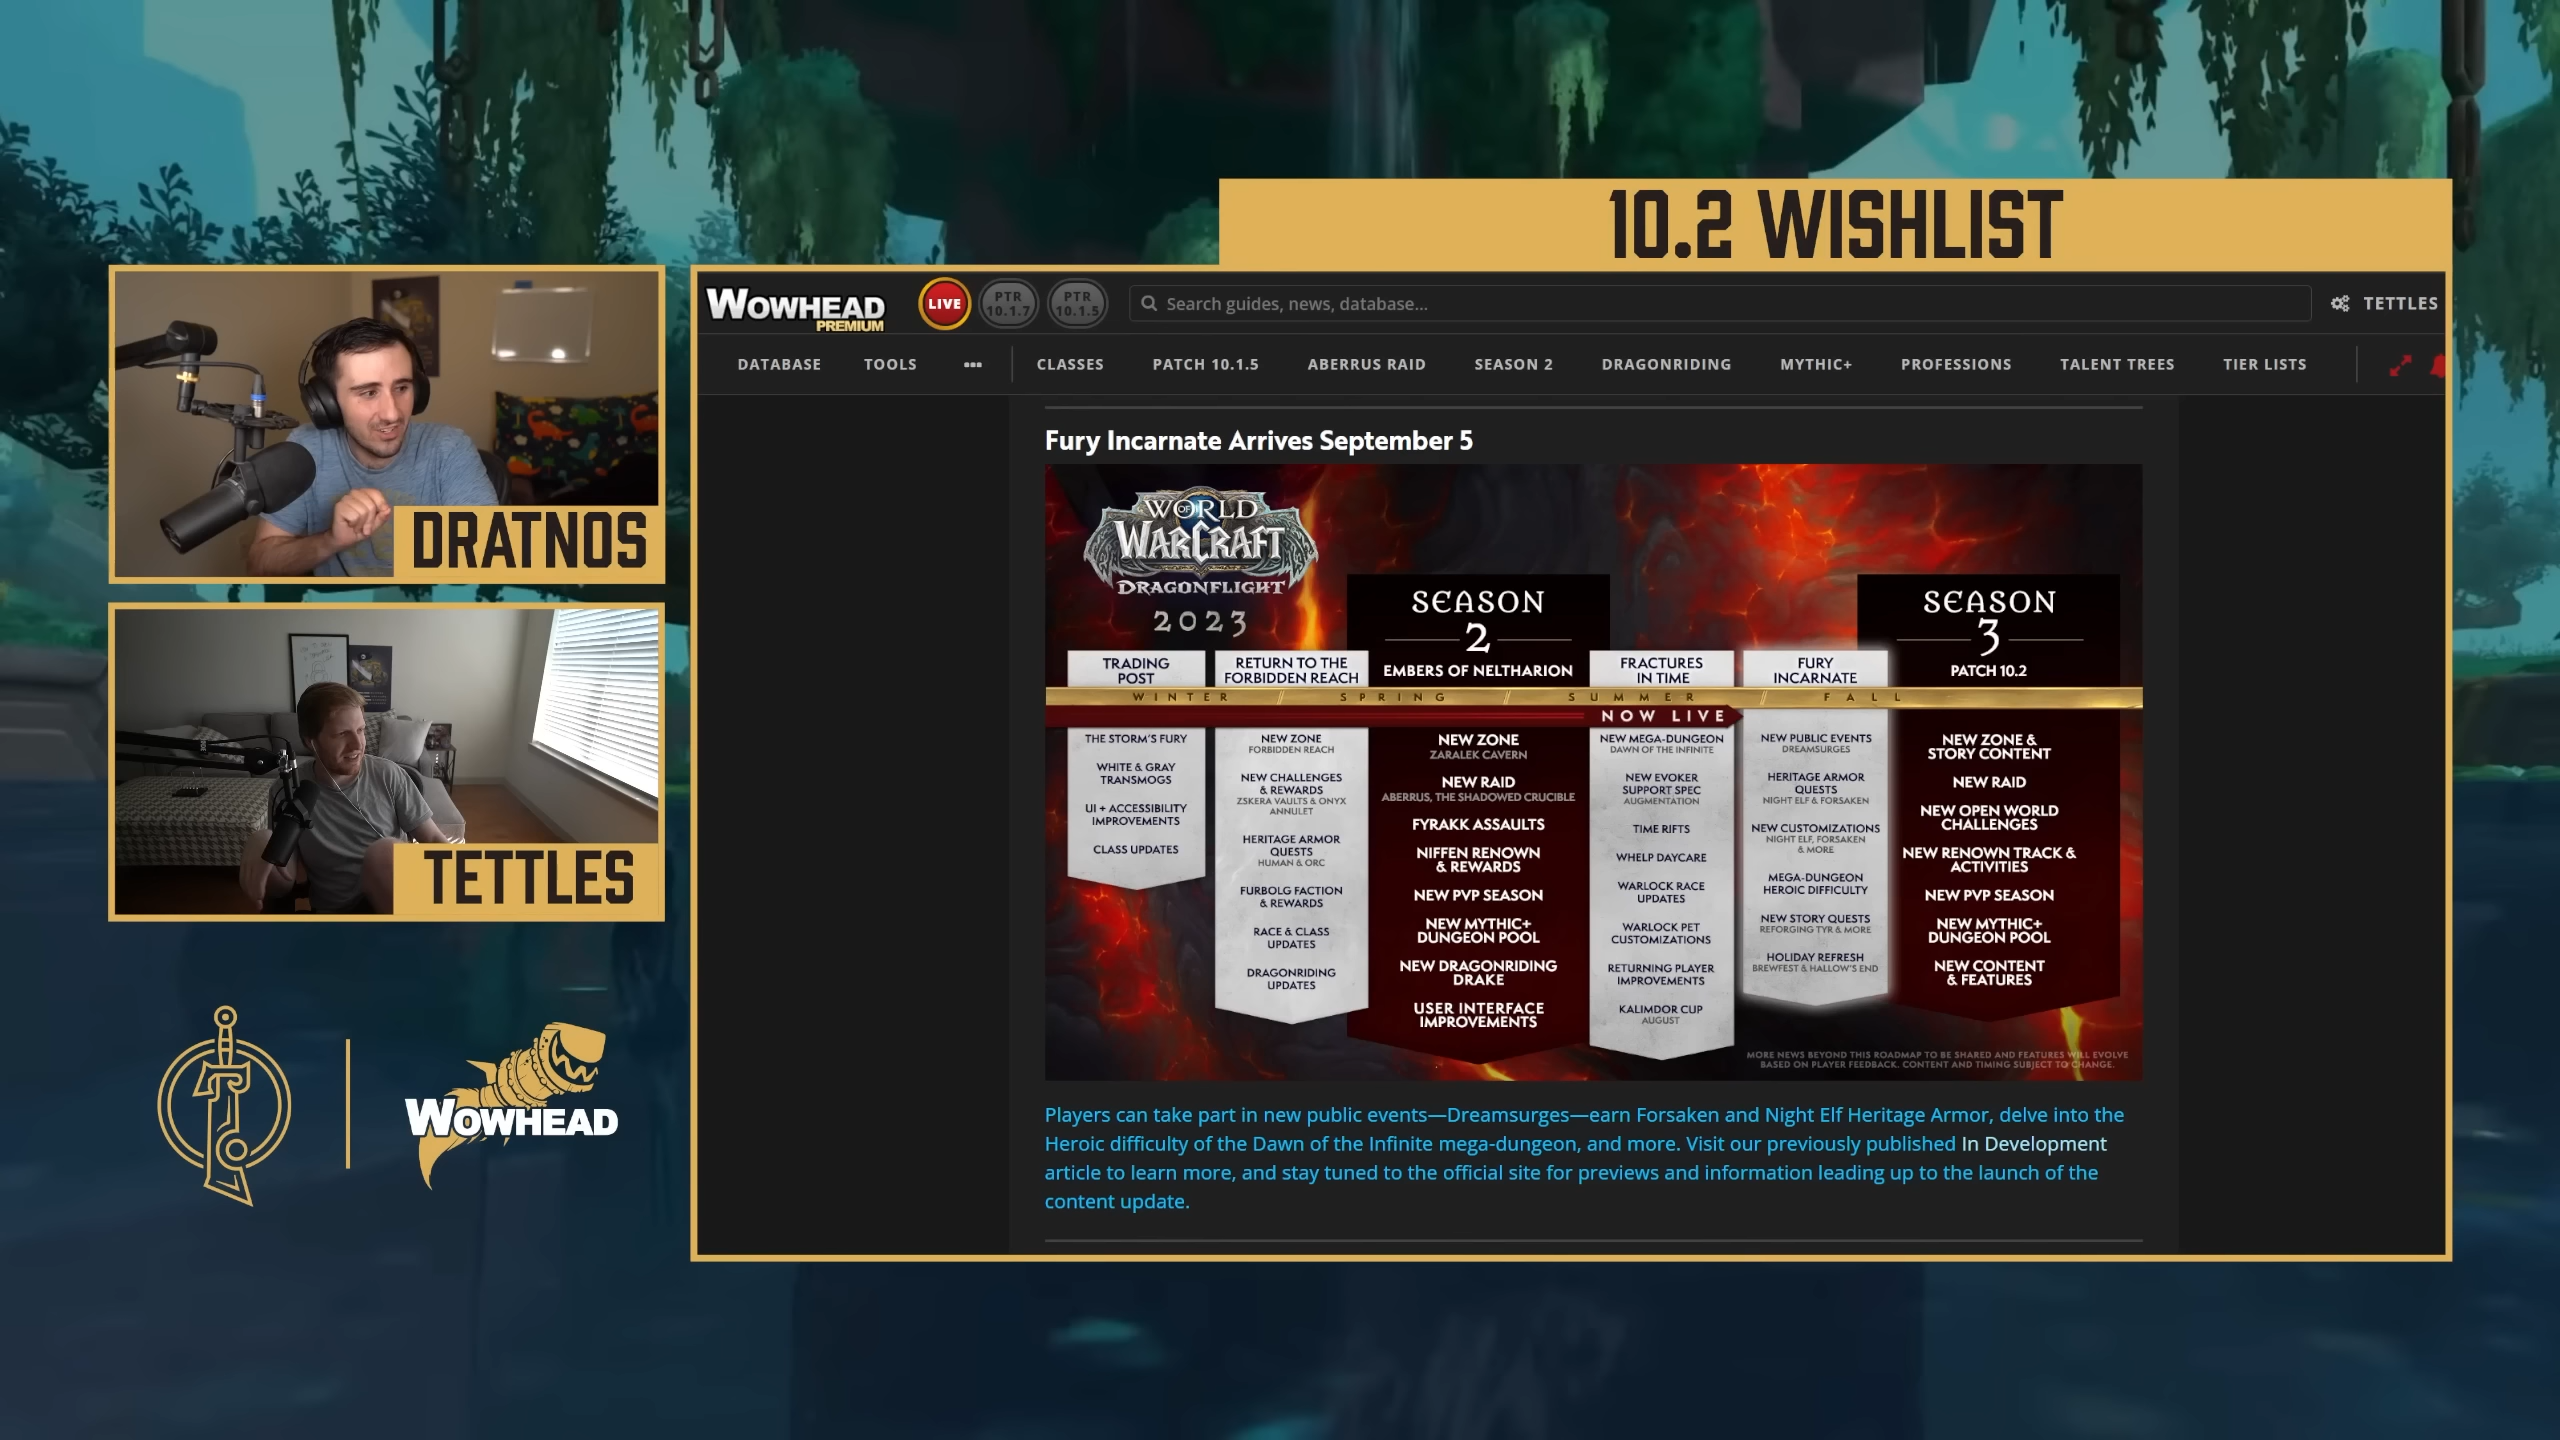 10.2 WISHLIST
DRATNOS
TETTLES
WOWHEAD
WOWHEAD
PREMIUM
LIVE
PTR
10.1.7
PTR
10.1.5
Search guides, news, database...
TETTLES
DATABASE
TOOLS
CLASSES
PATCH 10.1.5
ABERRUS RAID
SEASON 2
DRAGONRIDING
MYTHIC+
PROFESSIONS
TALENT TREES
TIER LISTS
Fury Incarnate Arrives September 5
WORLD
OF
WARCRAFT
DRAGONFLIGHT
2023
WINTER // SPRING // SUMMER // FALL
NOW LIVE
TRADING
POST
THE STORM'S FURY
WHITE & GRAY
TRANSMOGS
UI + ACCESSIBILITY
IMPROVEMENTS
CLASS UPDATES
RETURN TO THE
FORBIDDEN REACH
NEW ZONE
FORBIDDEN REACH
NEW CHALLENGES
& REWARDS
ZSKERA VAULTS & ONYX
ANNULET
HERITAGE ARMOR
QUESTS
HUMAN & ORC
FURBOLG FACTION
& REWARDS
RACE & CLASS
UPDATES
DRAGONRIDING
UPDATES
SEASON
2
EMBERS OF NELTHARION
NEW ZONE
ZARALEK CAVERN
NEW RAID
ABERRUS, THE SHADOWED CRUCIBLE
FYRAKK ASSAULTS
NIFFEN RENOWN
& REWARDS
NEW PVP SEASON
NEW MYTHIC+
DUNGEON POOL
NEW DRAGONRIDING
DRAKE
USER INTERFACE
IMPROVEMENTS
FRACTURES
IN TIME
NEW MEGA-DUNGEON
DAWN OF THE INFINITE
NEW EVOKER
SUPPORT SPEC
AUGMENTATION
TIME RIFTS
WHELP DAYCARE
WARLOCK RACE
UPDATES
WARLOCK PET
CUSTOMIZATIONS
RETURNING PLAYER
IMPROVEMENTS
KALIMDOR CUP
AUGUST
FURY
INCARNATE
NEW PUBLIC EVENTS
DREAMSURGES
HERITAGE ARMOR
QUESTS
NIGHT ELF & FORSAKEN
NEW CUSTOMIZATIONS
NIGHT ELF, FORSAKEN
& MORE
MEGA-DUNGEON
HEROIC DIFFICULTY
NEW STORY QUESTS
REFORGING TYR & MORE
HOLIDAY REFRESH
BREWFEST & HALLOW'S END
SEASON
3
PATCH 10.2
NEW ZONE &
STORY CONTENT
NEW RAID
NEW OPEN WORLD
CHALLENGES
NEW RENOWN TRACK &
ACTIVITIES
NEW PVP SEASON
NEW MYTHIC+
DUNGEON POOL
NEW CONTENT
& FEATURES
MORE NEWS BEYOND THIS ROADMAP TO BE SHARED AND FEATURES WILL EVOLVE
BASED ON PLAYER FEEDBACK. CONTENT AND TIMING SUBJECT TO CHANGE.
Players can take part in new public events—Dreamsurges—earn Forsaken and Night Elf Heritage Armor, delve into the
Heroic difficulty of the Dawn of the Infinite mega-dungeon, and more. Visit our previously published In Development
article to learn more, and stay tuned to the official site for previews and information leading up to the launch of the
content update.